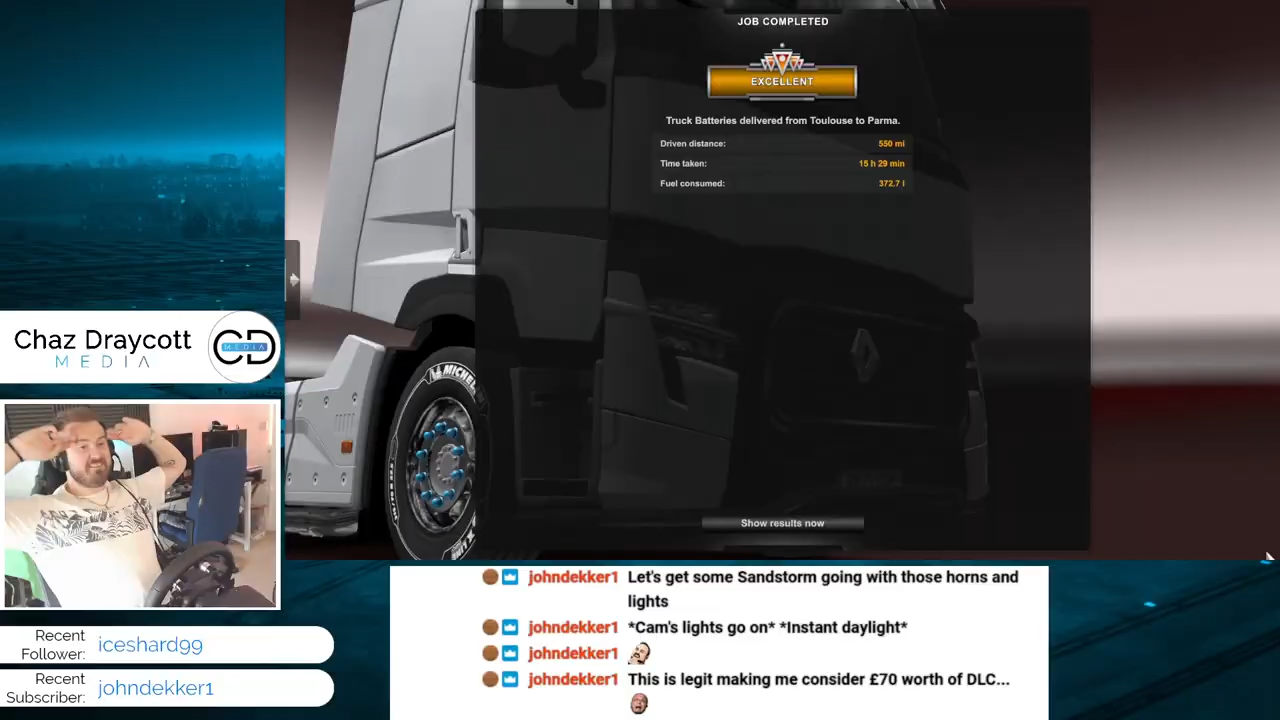 JOB COMPLETED
EXCELLENT
Truck Batteries delivered from Toulouse to Parma.
Driven distance: 550 mi
Time taken: 15 h 29 min
Fuel consumed: 372.7 l
Show results now
Chaz Draycott
MEDIA
CD
MEDIA
MICHEL
Recent
Follower: iceshard99
Recent
Subscriber: johndekker1
johndekker1 Let's get some Sandstorm going with those horns and
lights
johndekker1 *Cam's lights go on* *Instant daylight*
johndekker1
johndekker1 This is legit making me consider £70 worth of DLC...